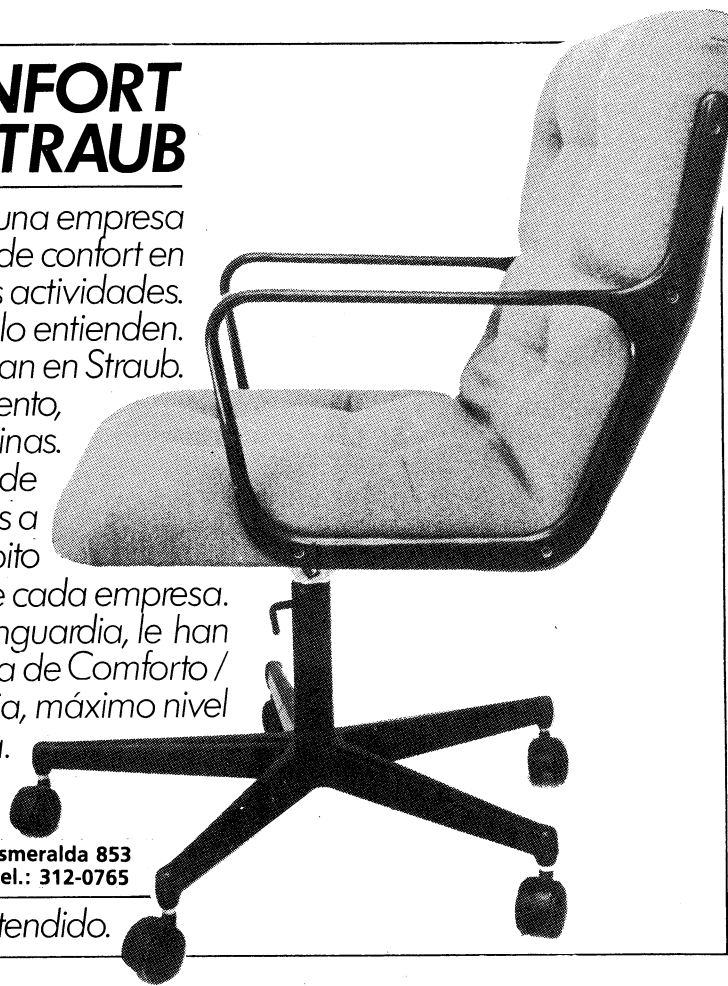 NFORT
TRAUB
una empresa
de confort en
s actividades.
lo entienden.
an en Straub.
ento,
inas.
de
s a
bito
e cada empresa.
nguardia, le han
a de Comforto /
ia, máximo nivel
a.
smeralda 853
el.: 312-0765
tendido.